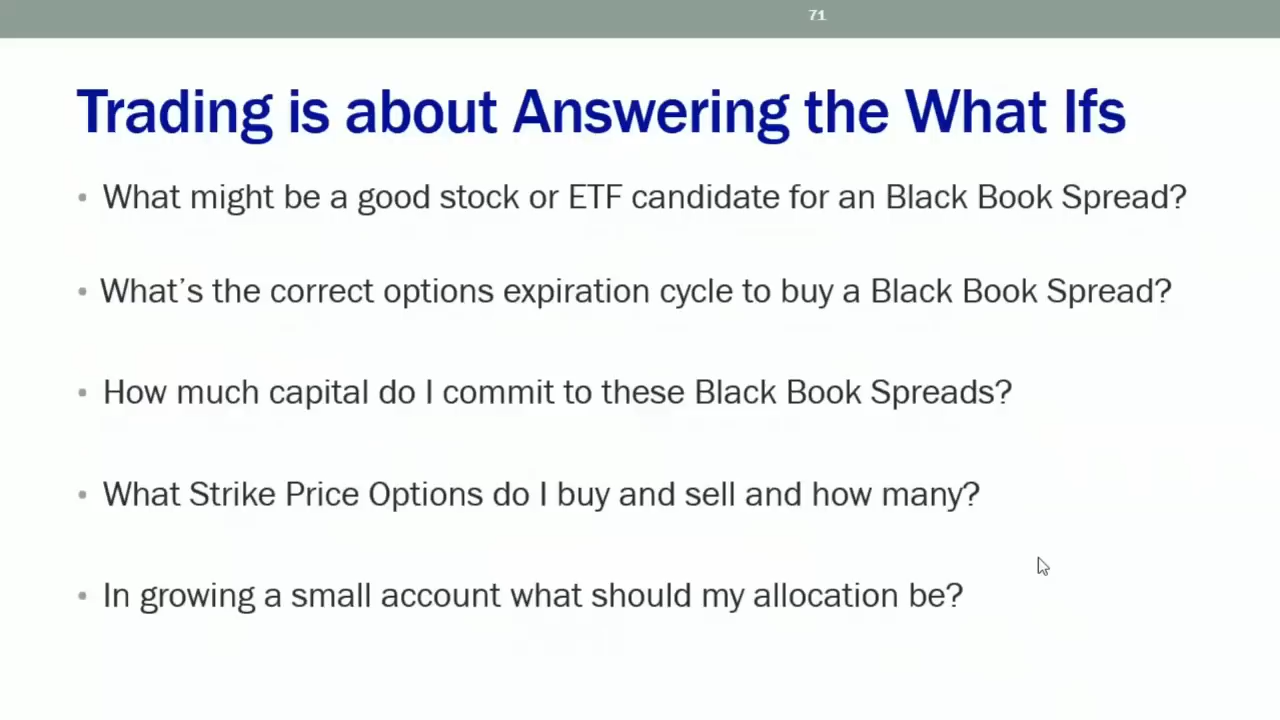 71
Trading is about Answering the What Ifs
• What might be a good stock or ETF candidate for an Black Book Spread?
• What’s the correct options expiration cycle to buy a Black Book Spread?
• How much capital do I commit to these Black Book Spreads?
• What Strike Price Options do I buy and sell and how many?
• In growing a small account what should my allocation be?